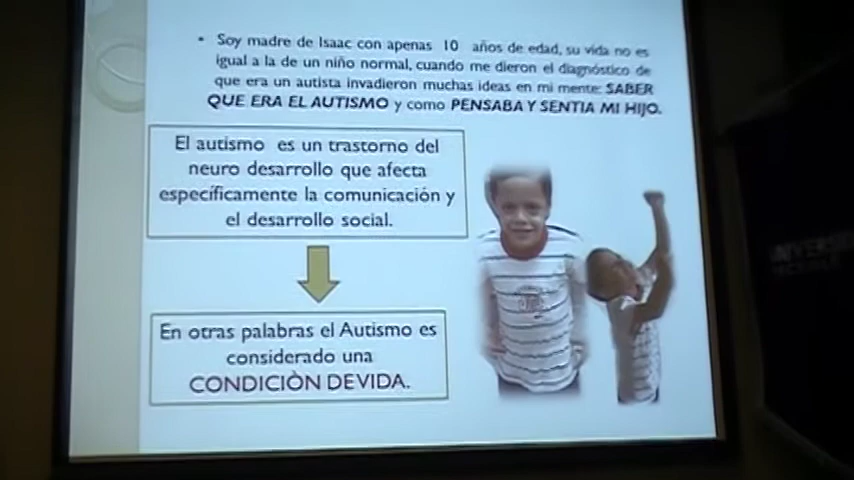 • Soy madre de Isaac con apenas 10 años de edad, su vida no es
igual a la de un niño normal, cuando me dieron el diagnóstico de
que era un autista invadieron muchas ideas en mi mente: SABER
QUE ERA EL AUTISMO y como PENSABA Y SENTIA MI HIJO.
El autismo es un trastorno del
neuro desarrollo que afecta
específicamente la comunicación y
el desarrollo social.
En otras palabras el Autismo es
considerado una
CONDICIÒN DE VIDA.